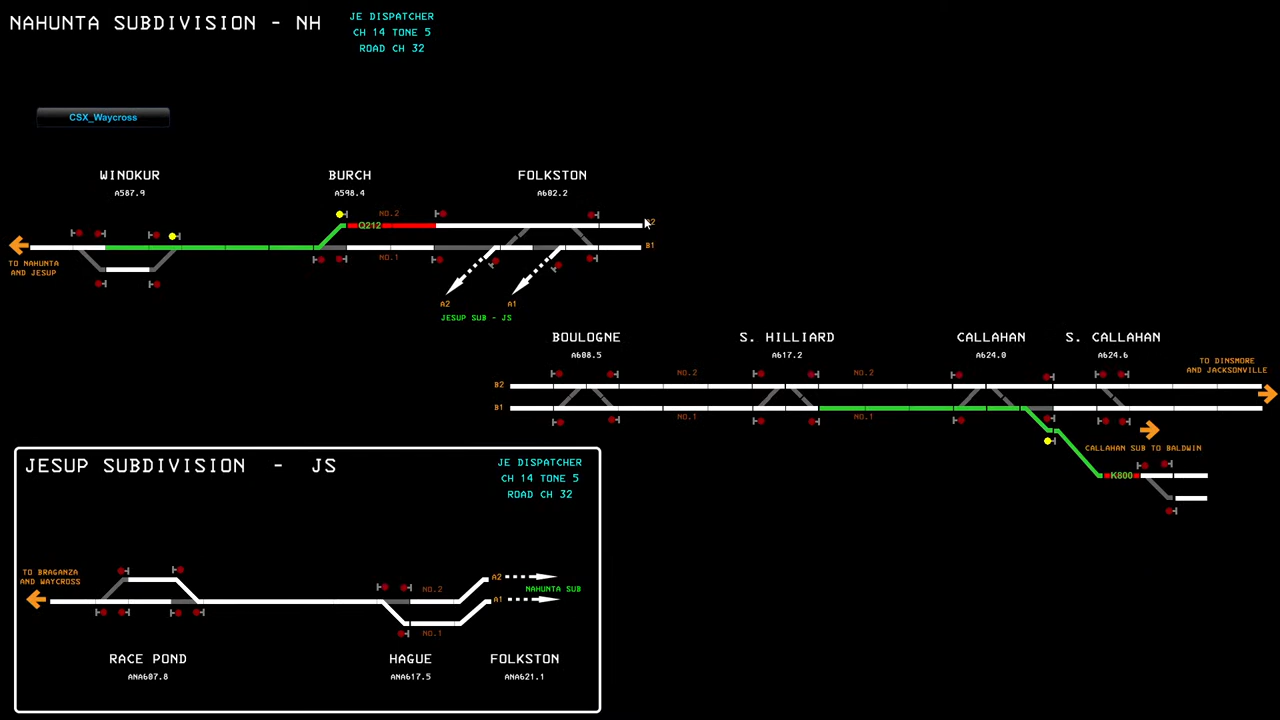 NAHUNTA SUBDIVISION - NH
JE DISPATCHER
CH 14 TONE 5
ROAD CH 32
CSX_Waycross
WINOKUR
A587.9
BURCH
A598.4
FOLKSTON
A602.2
NO.2
Q212
B2
TO NAHUNTA
AND JESUP
NO.1
B1
A2
A1
JESUP SUB - JS
BOULOGNE
A608.5
S. HILLIARD
A617.2
CALLAHAN
A624.0
S. CALLAHAN
A624.6
TO DINSMORE
AND JACKSONVILLE
B2
NO.2
NO.2
B1
NO.1
NO.1
CALLAHAN SUB TO BALDWIN
K800
JESUP SUBDIVISION - JS
JE DISPATCHER
CH 14 TONE 5
ROAD CH 32
TO BRAGANZA
AND WAYCROSS
NO.2
A2
NAHUNTA SUB
A1
NO.1
RACE POND
ANA607.8
HAGUE
ANA617.5
FOLKSTON
ANA621.1